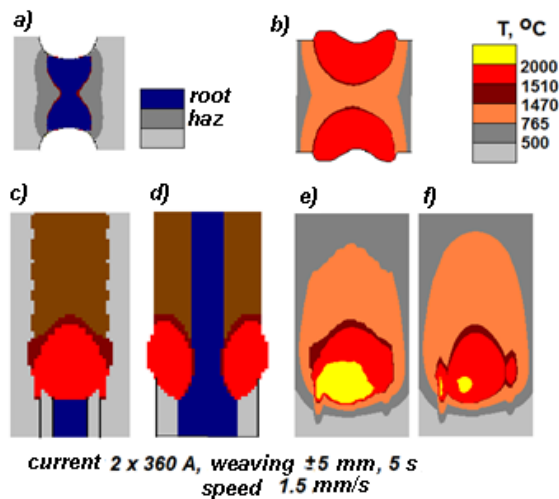 a)
root
haz
b)
T, °C
2000
1510
1470
765
500
c)
d)
e)
f)
current 2 x 360 A, weaving ±5 mm, 5 s
speed 1.5 mm/s